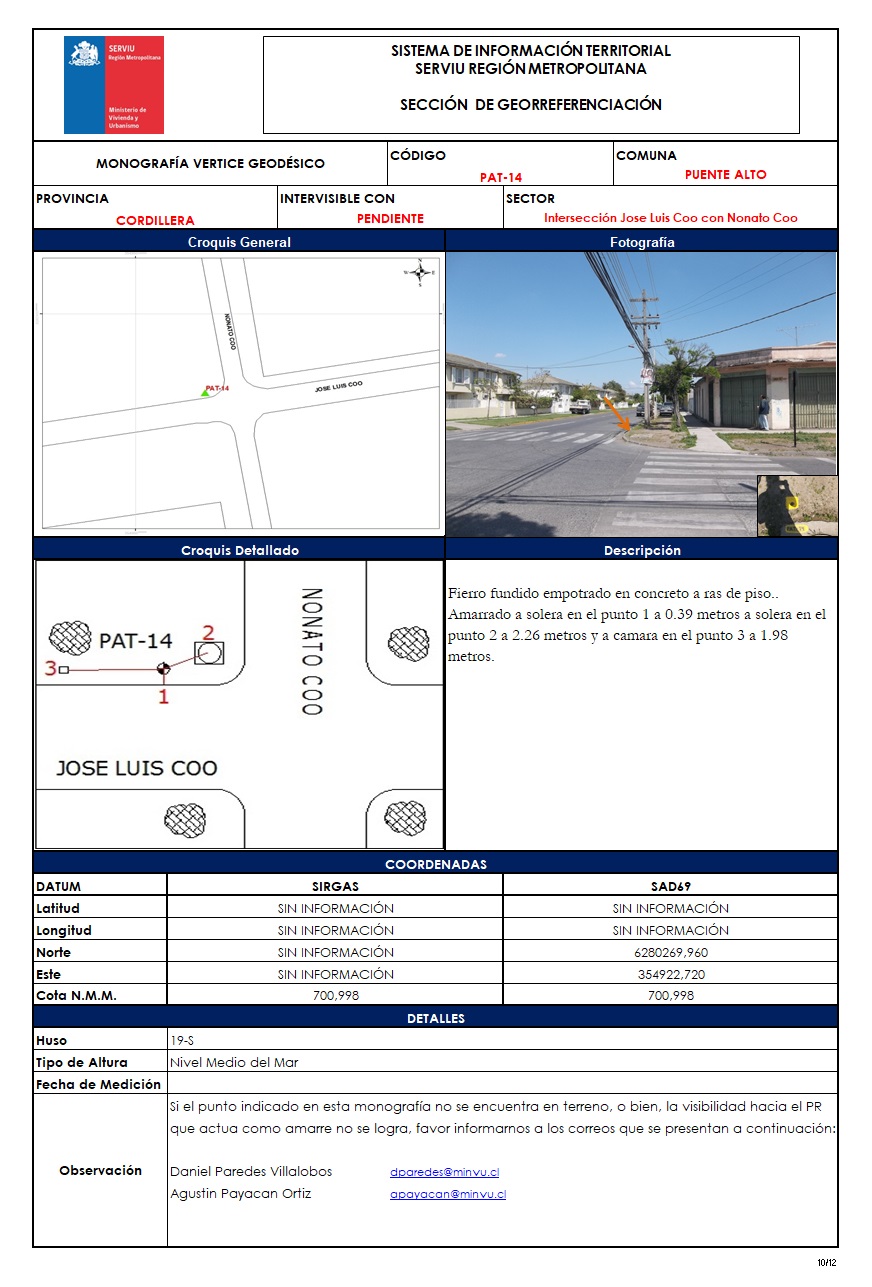 SERVIU
Región Metropolitana
Ministerio de
Vivienda y
Urbanismo
SISTEMA DE INFORMACIÓN TERRITORIAL
SERVIU REGIÓN METROPOLITANA
SECCIÓN DE GEORREFERENCIACIÓN
MONOGRAFÍA VERTICE GEODÉSICO
CÓDIGO
PAT-14
COMUNA
PUENTE ALTO
PROVINCIA
CORDILLERA
INTERVISIBLE CON
PENDIENTE
SECTOR
Intersección Jose Luis Coo con Nonato Coo
Croquis General
Fotografía
N
W E
S
NONATO COO
PAT-14
JOSE LUIS COO
Croquis Detallado
Descripción
NONATO COO
PAT-14
2
3
1
JOSE LUIS COO
Fierro fundido empotrado en concreto a ras de piso..
Amarrado a solera en el punto 1 a 0.39 metros a solera en el
punto 2 a 2.26 metros y a camara en el punto 3 a 1.98
metros.
COORDENADAS
DATUM SIRGAS SAD69
Latitud SIN INFORMACIÓN SIN INFORMACIÓN
Longitud SIN INFORMACIÓN SIN INFORMACIÓN
Norte SIN INFORMACIÓN 6280269,960
Este SIN INFORMACIÓN 354922,720
Cota N.M.M. 700,998 700,998
DETALLES
Huso 19-S
Tipo de Altura Nivel Medio del Mar
Fecha de Medición
Observación
Si el punto indicado en esta monografía no se encuentra en terreno, o bien, la visibilidad hacia el PR
que actua como amarre no se logra, favor informarnos a los correos que se presentan a continuación:
Daniel Paredes Villalobos dparedes@minvu.cl
Agustin Payacan Ortiz apayacan@minvu.cl
10/12